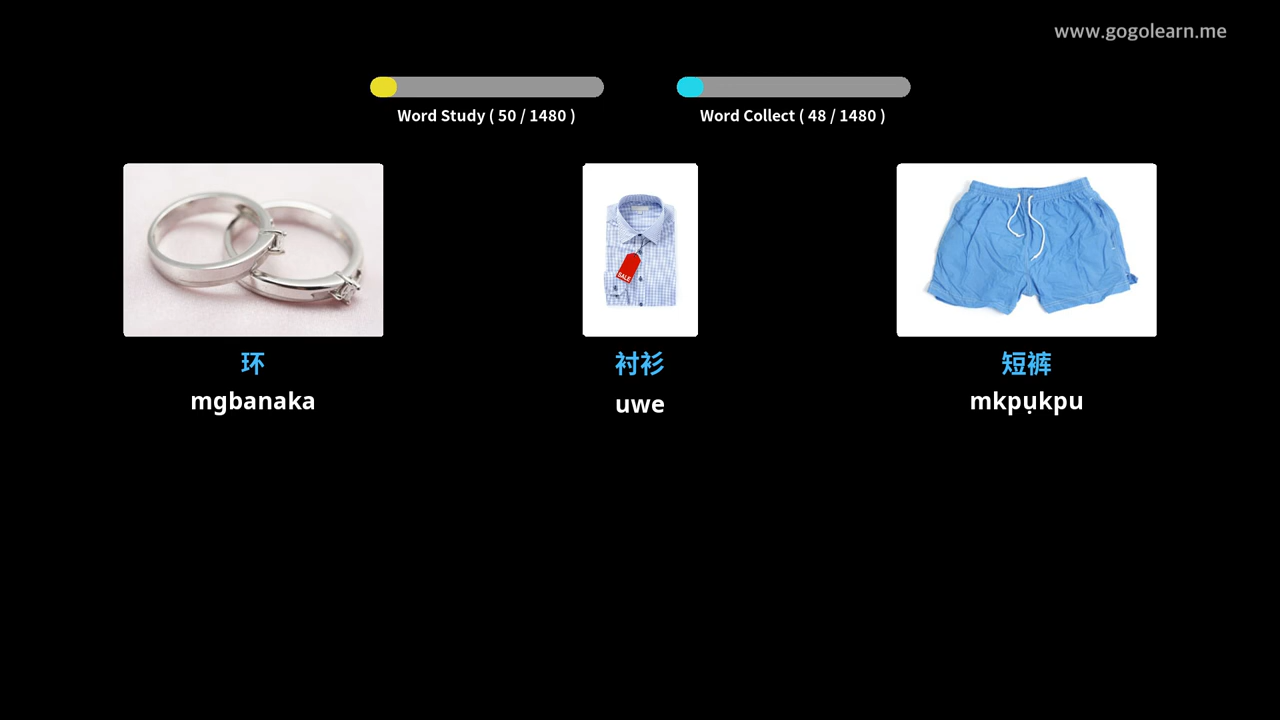 www.gogolearn.me
Word Study ( 50 / 1480 )
Word Collect ( 48 / 1480 )
SALE
环
衬衫
短裤
mgbanaka
uwe
mkpụkpu